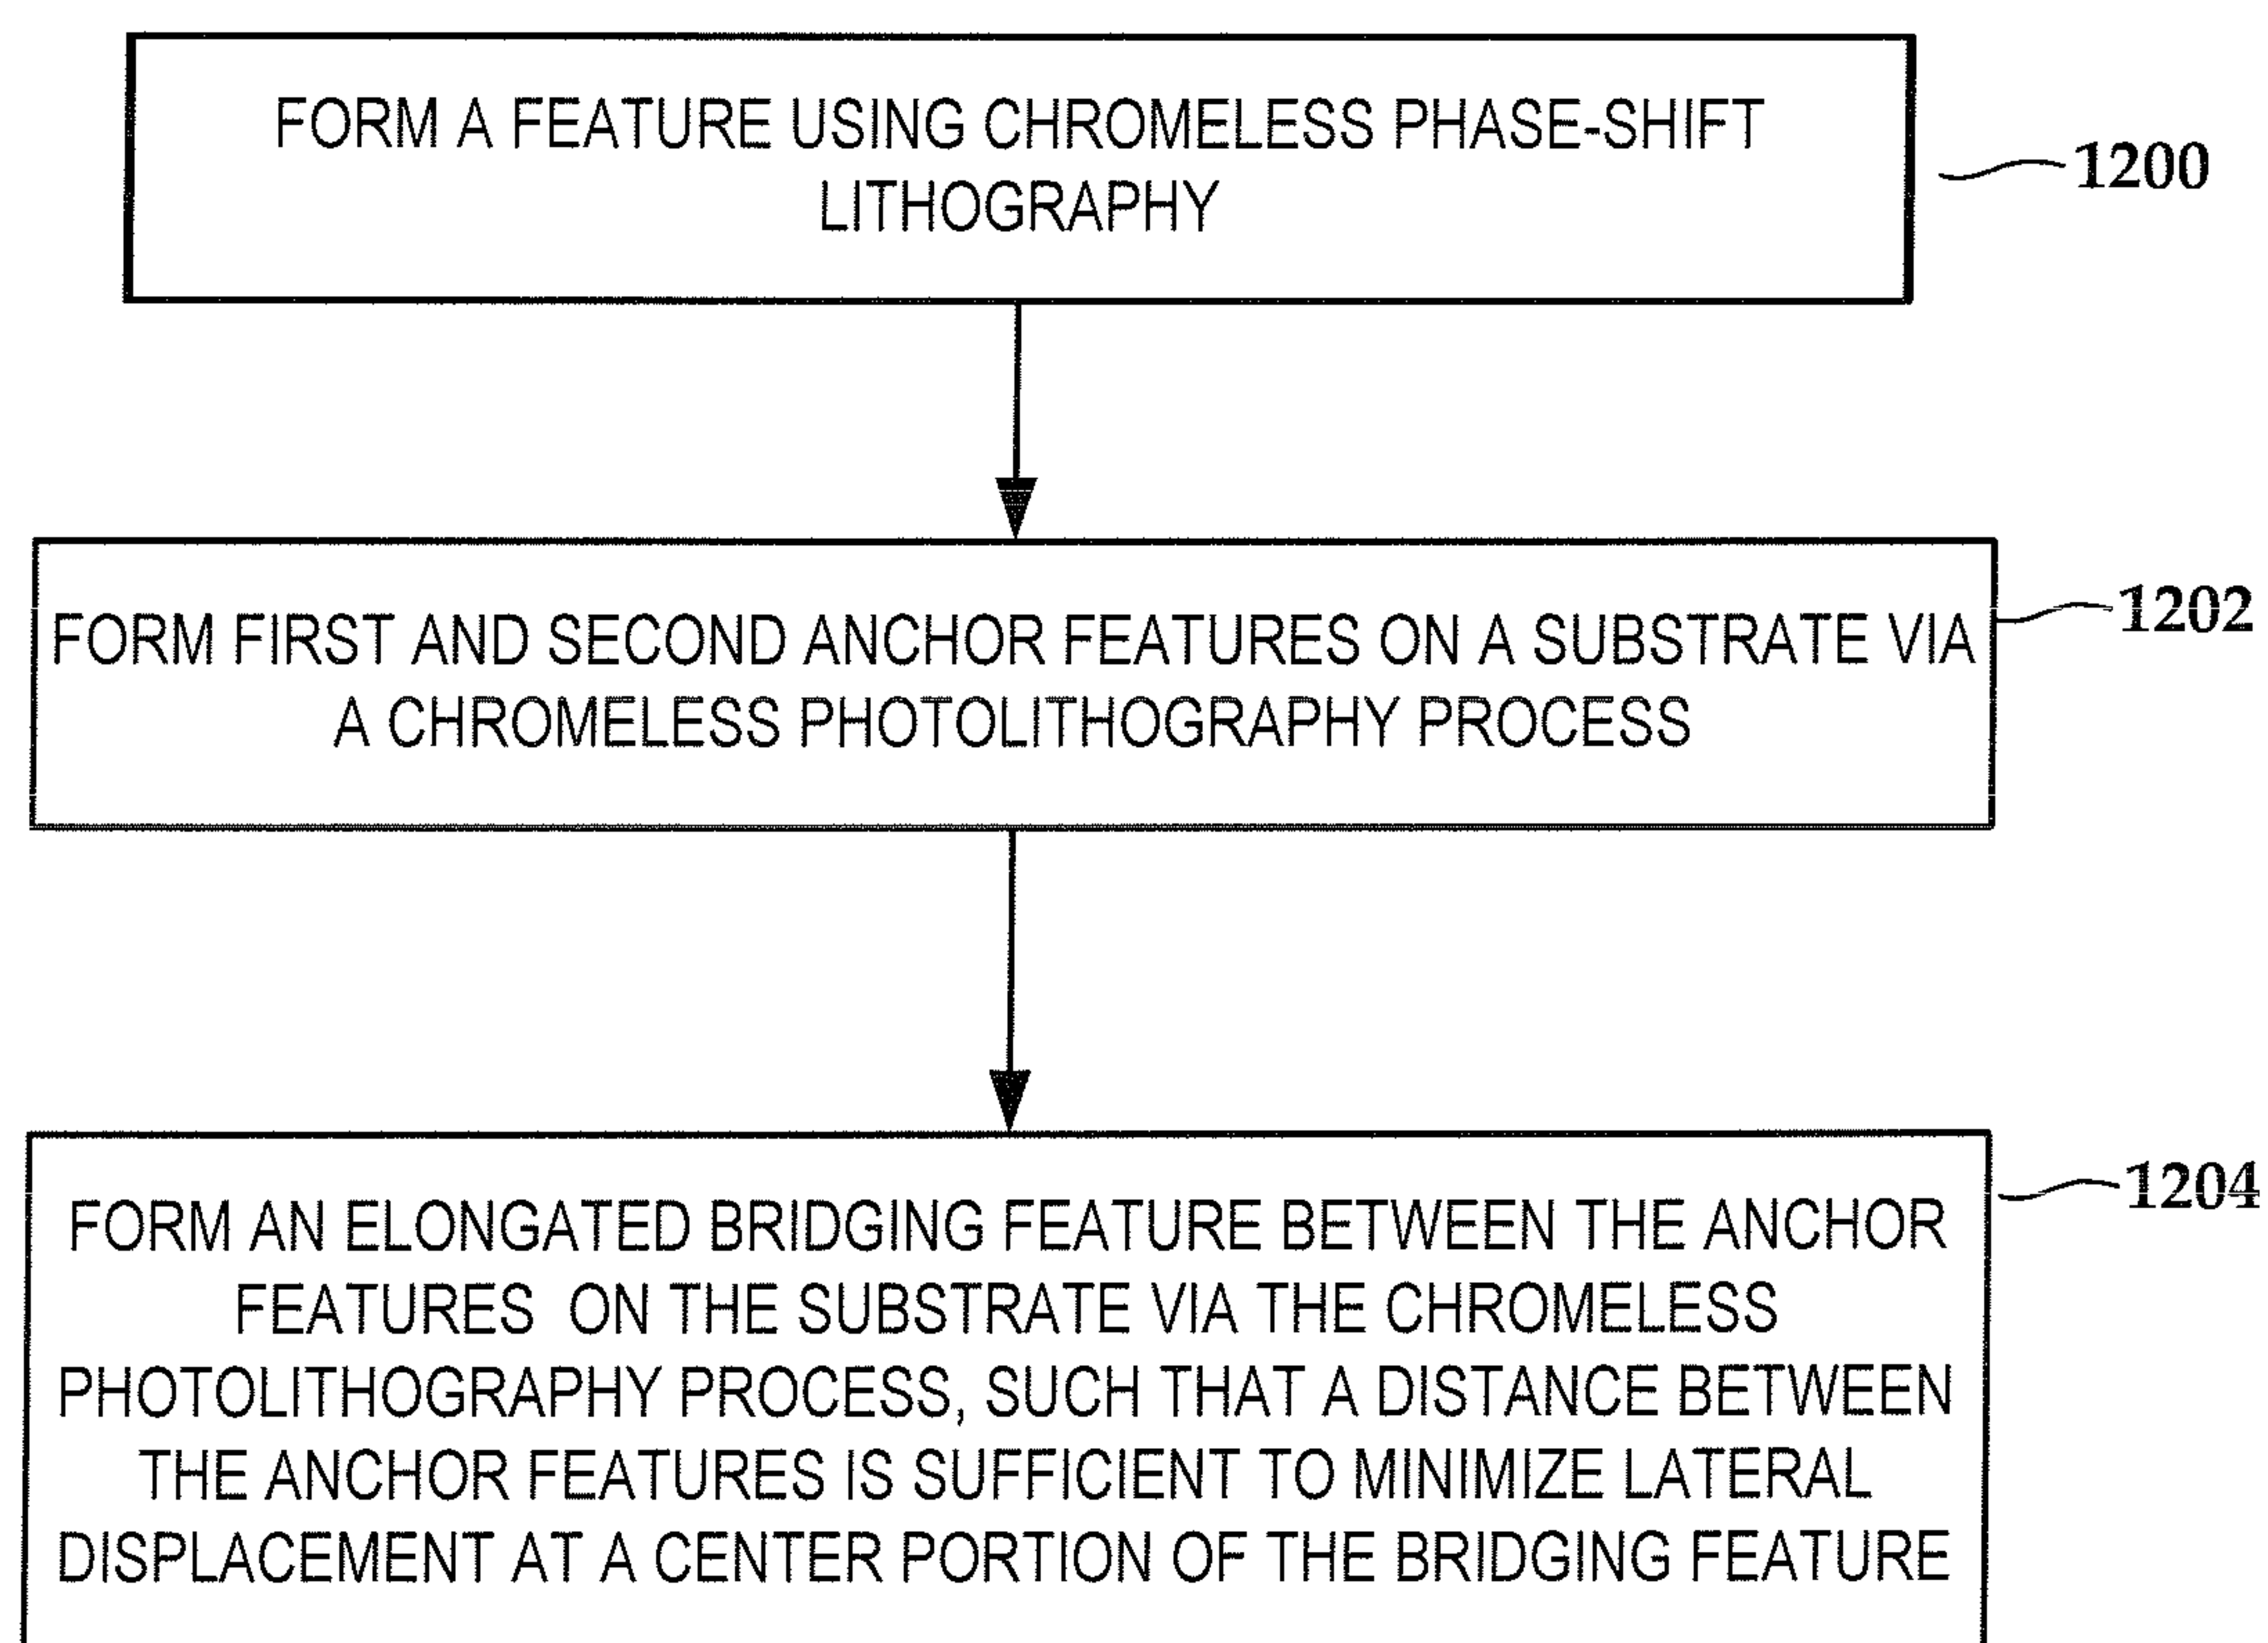 FORM A FEATURE USING CHROMELESS PHASE-SHIFT
LITHOGRAPHY
1200
FORM FIRST AND SECOND ANCHOR FEATURES ON A SUBSTRATE VIA
A CHROMELESS PHOTOLITHOGRAPHY PROCESS
1202
FORM AN ELONGATED BRIDGING FEATURE BETWEEN THE ANCHOR
FEATURES ON THE SUBSTRATE VIA THE CHROMELESS
PHOTOLITHOGRAPHY PROCESS, SUCH THAT A DISTANCE BETWEEN
THE ANCHOR FEATURES IS SUFFICIENT TO MINIMIZE LATERAL
DISPLACEMENT AT A CENTER PORTION OF THE BRIDGING FEATURE
1204